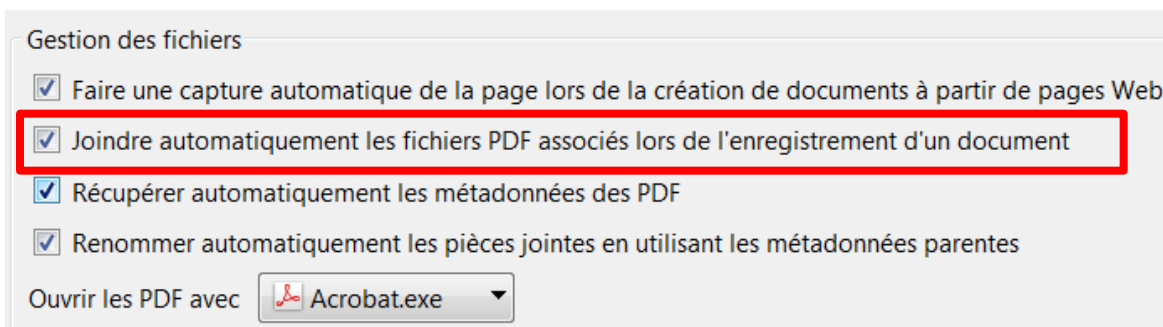 Gestion des fichiers
Faire une capture automatique de la page lors de la création de documents à partir de pages Web
Joindre automatiquement les fichiers PDF associés lors de l'enregistrement d'un document
Récupérer automatiquement les métadonnées des PDF
Renommer automatiquement les pièces jointes en utilisant les métadonnées parentes
Ouvrir les PDF avec Acrobat.exe